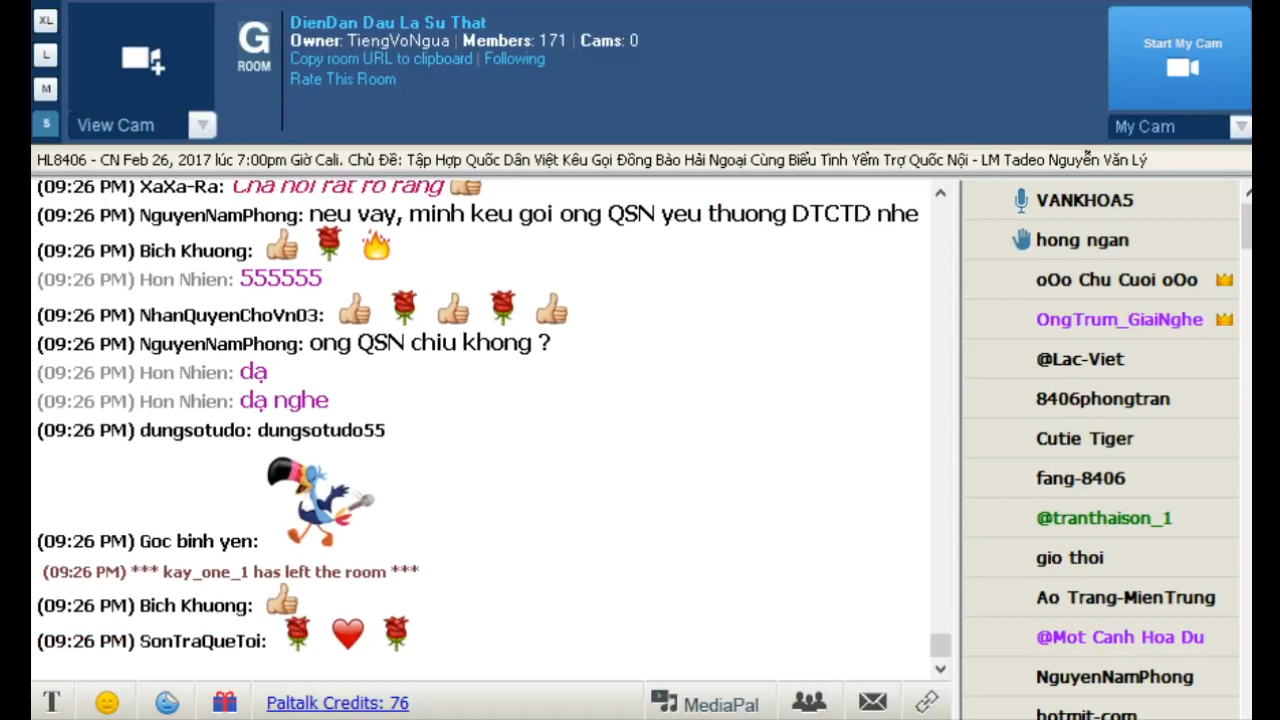 XL
L
M
S
View Cam
G
ROOM
DienDan Dau La Su That
Owner: TiengVoNgua | Members: 171 | Cams: 0
Copy room URL to clipboard | Following
Rate This Room
Start My Cam
My Cam
HL8406 - CN Feb 26, 2017 lúc 7:00pm Giờ Cali. Chủ Đề: Tập Hợp Quốc Dân Việt Kêu Gọi Đồng Bào Hải Ngoại Cùng Biểu Tình Yểm Trợ Quốc Nội - LM Tadeo Nguyễn Văn Lý
(09:26 PM) XaXa-Ra: Cha noi rat ro rang
(09:26 PM) NguyenNamPhong: neu vay, minh keu goi ong QSN yeu thuong DTCTD nhe
(09:26 PM) Bich Khuong:
(09:26 PM) Hon Nhien: 555555
(09:26 PM) NhanQuyenChoVn03:
(09:26 PM) NguyenNamPhong: ong QSN chiu khong ?
(09:26 PM) Hon Nhien: dạ
(09:26 PM) Hon Nhien: dạ nghe
(09:26 PM) dungsotudo: dungsotudo55
(09:26 PM) Goc binh yen:
(09:26 PM) *** kay_one_1 has left the room ***
(09:26 PM) Bich Khuong:
(09:26 PM) SonTraQueToi:
VANKHOA5
hong ngan
oOo Chu Cuoi oOo
OngTrum_GiaiNghe
@Lac-Viet
8406phongtran
Cutie Tiger
fang-8406
@tranthaison_1
gio thoi
Ao Trang-MienTrung
@Mot Canh Hoa Du
NguyenNamPhong
hotmit-com
T
Paltalk Credits: 76
MediaPal